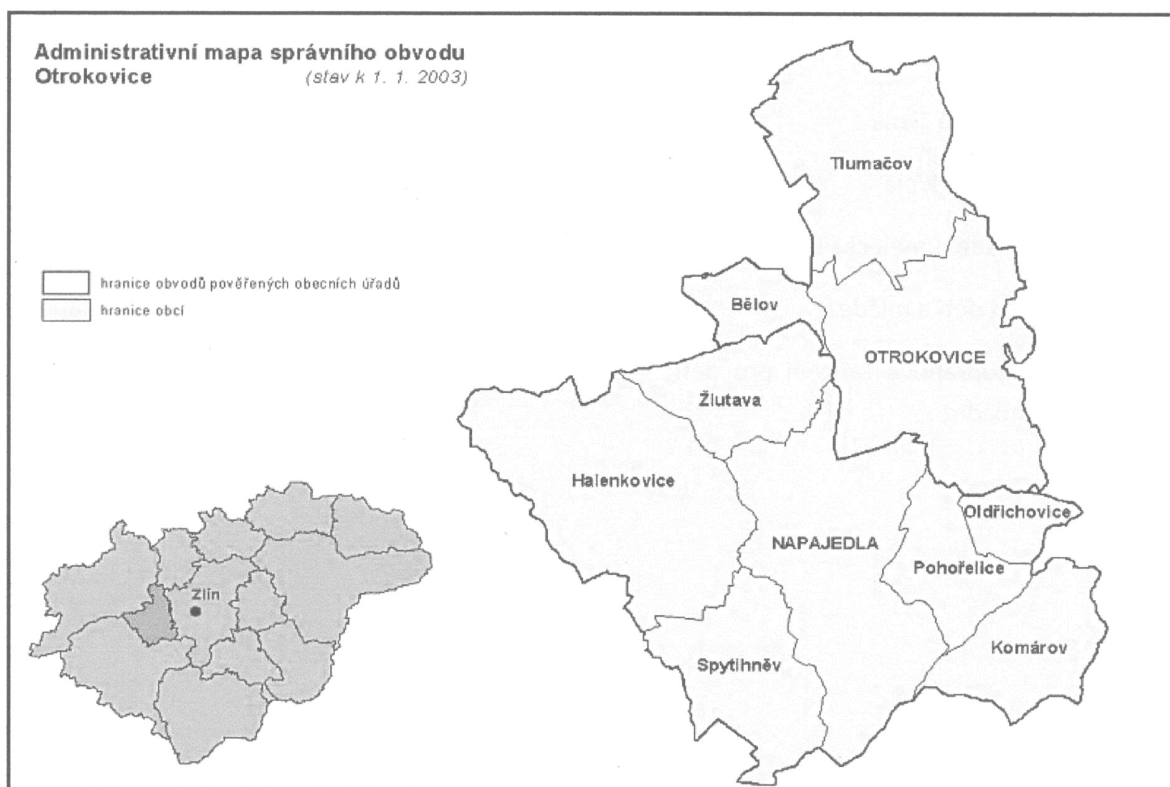 Administrativní mapa správního obvodu
Otrokovice (stav k 1. 1. 2003)
hranice obvodů pověřených obecních úřadů
hranice obcí
Tlumačov
Bělov
OTROKOVICE
Žlutava
Halenkovice
Oldřichovice
NAPAJEDLA
Pohořelice
Zlín
Komárov
Spytihněv